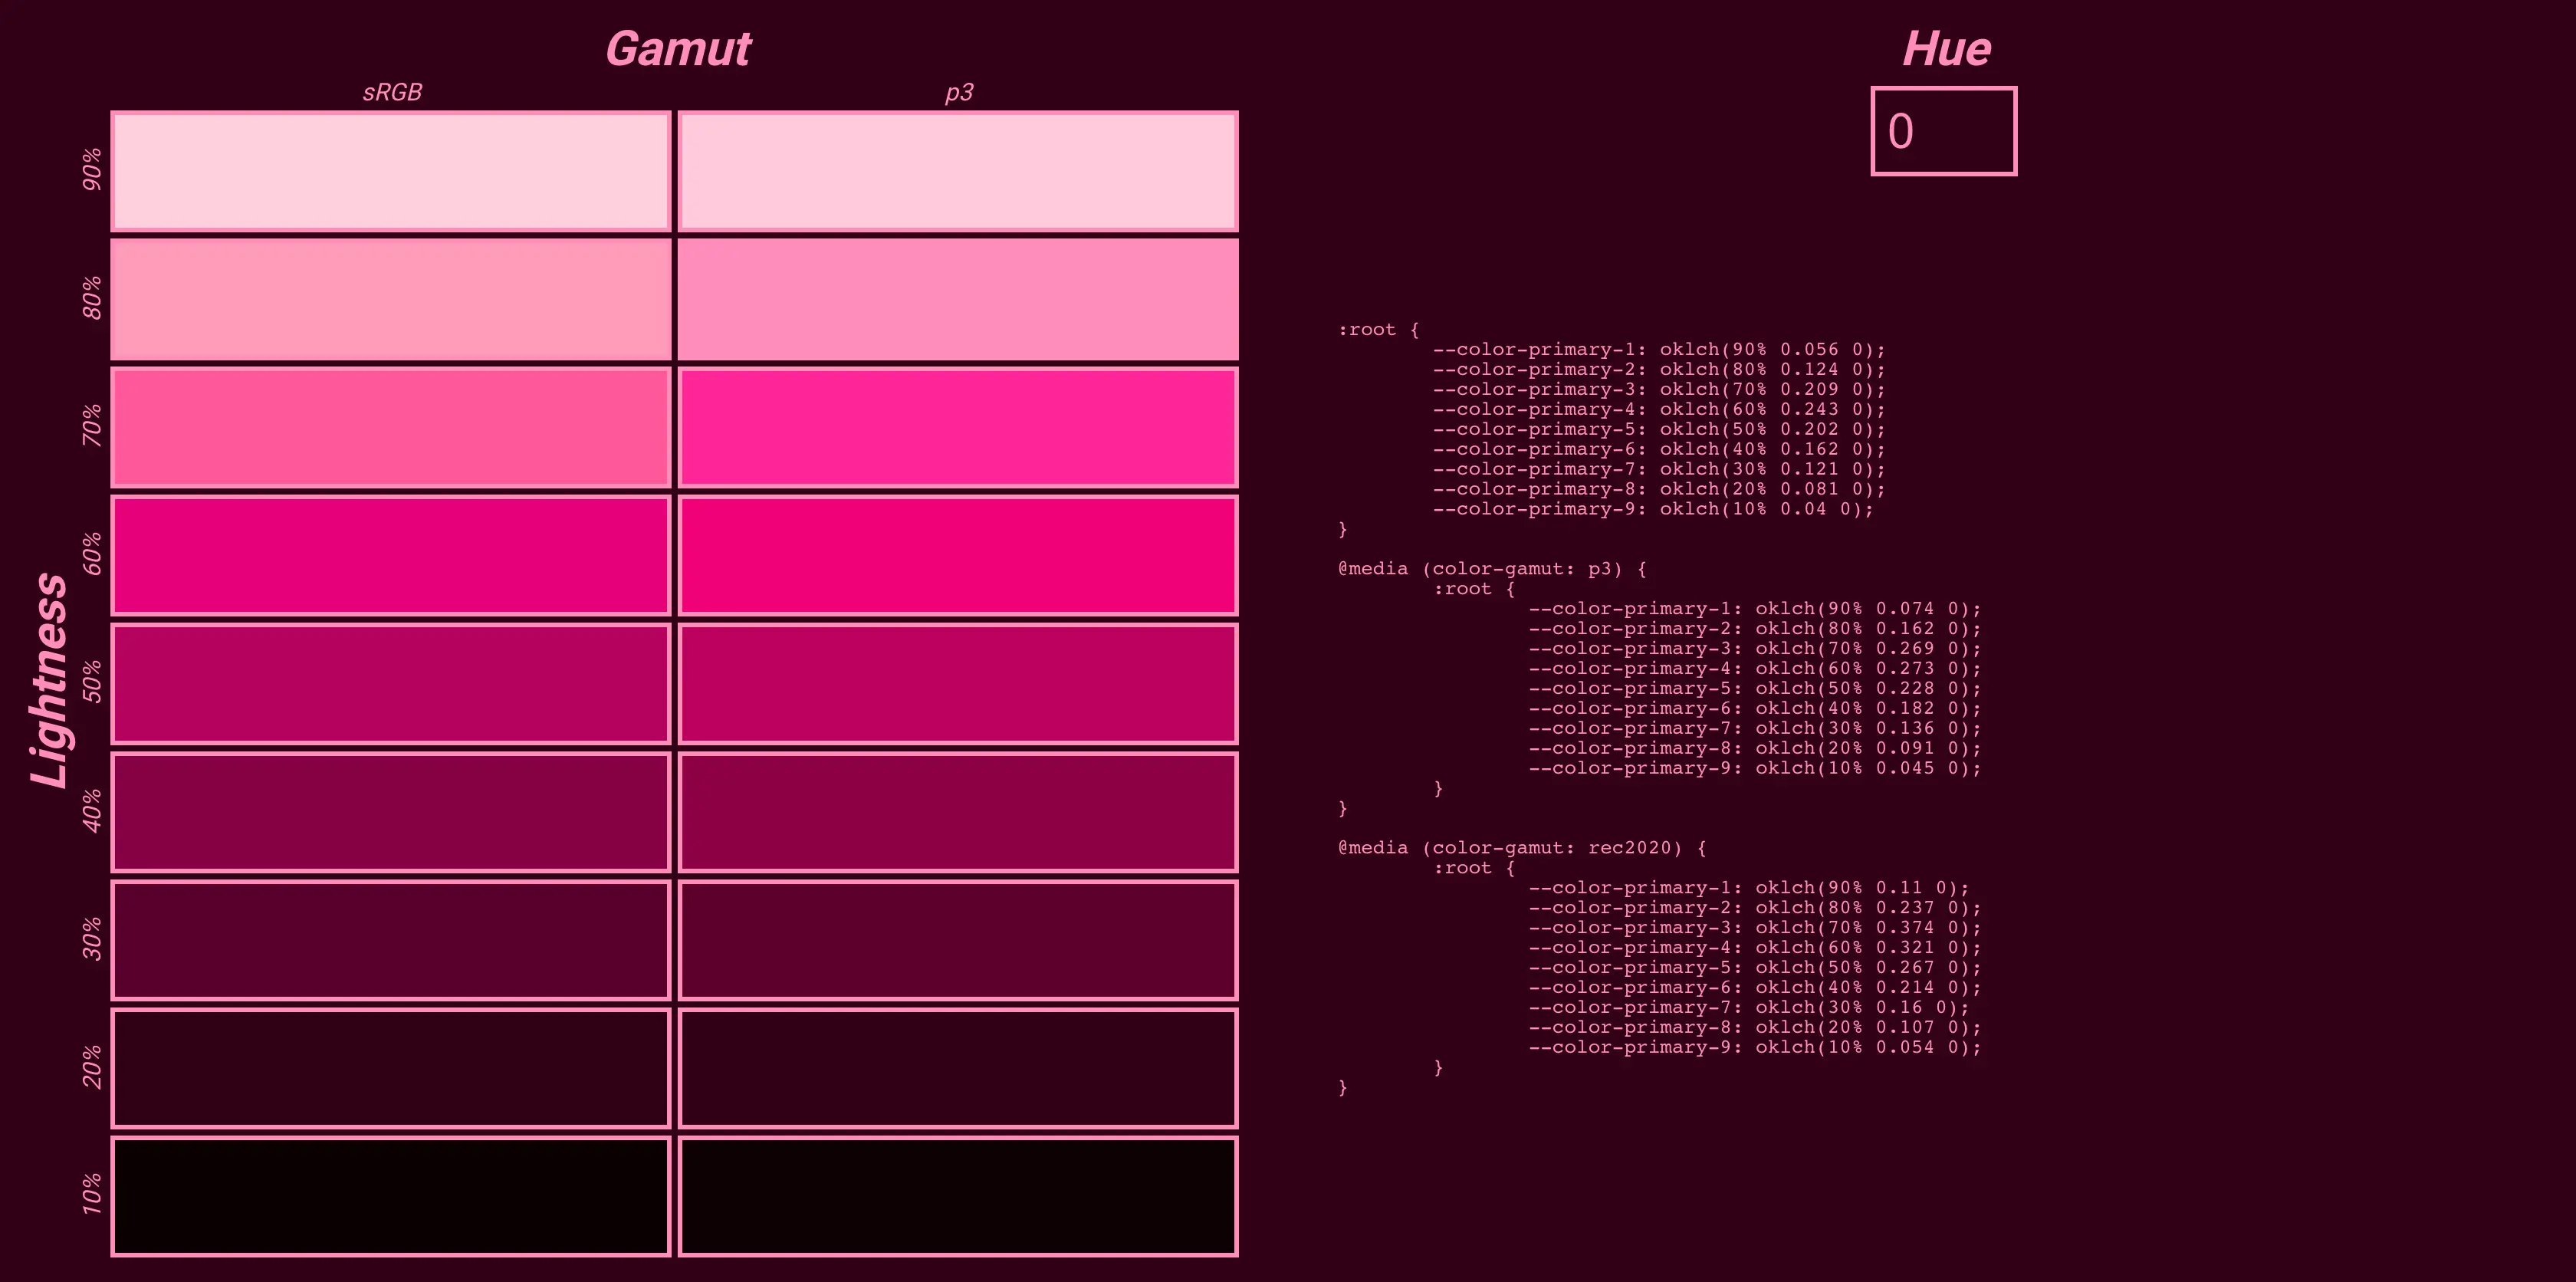 Gamut
sRGB
p3
Lightness
90%
80%
70%
60%
50%
40%
30%
20%
10%
Hue
0
:root {
	--color-primary-1: oklch(90% 0.056 0);
	--color-primary-2: oklch(80% 0.124 0);
	--color-primary-3: oklch(70% 0.209 0);
	--color-primary-4: oklch(60% 0.243 0);
	--color-primary-5: oklch(50% 0.202 0);
	--color-primary-6: oklch(40% 0.162 0);
	--color-primary-7: oklch(30% 0.121 0);
	--color-primary-8: oklch(20% 0.081 0);
	--color-primary-9: oklch(10% 0.04 0);
}
@media (color-gamut: p3) {
	:root {
		--color-primary-1: oklch(90% 0.074 0);
		--color-primary-2: oklch(80% 0.162 0);
		--color-primary-3: oklch(70% 0.269 0);
		--color-primary-4: oklch(60% 0.273 0);
		--color-primary-5: oklch(50% 0.228 0);
		--color-primary-6: oklch(40% 0.182 0);
		--color-primary-7: oklch(30% 0.136 0);
		--color-primary-8: oklch(20% 0.091 0);
		--color-primary-9: oklch(10% 0.045 0);
	}
}
@media (color-gamut: rec2020) {
	:root {
		--color-primary-1: oklch(90% 0.11 0);
		--color-primary-2: oklch(80% 0.237 0);
		--color-primary-3: oklch(70% 0.374 0);
		--color-primary-4: oklch(60% 0.321 0);
		--color-primary-5: oklch(50% 0.267 0);
		--color-primary-6: oklch(40% 0.214 0);
		--color-primary-7: oklch(30% 0.16 0);
		--color-primary-8: oklch(20% 0.107 0);
		--color-primary-9: oklch(10% 0.054 0);
	}
}